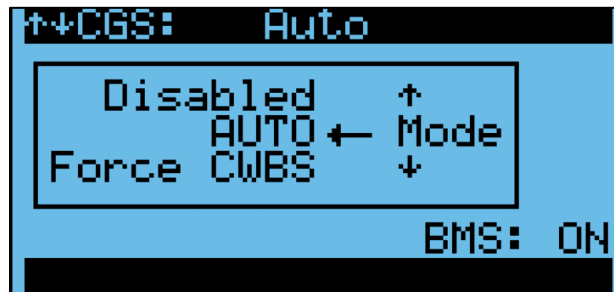 ↑↓CGS: Auto
Disabled ↑
AUTO ← Mode
Force CWBS ↓
BMS: ON